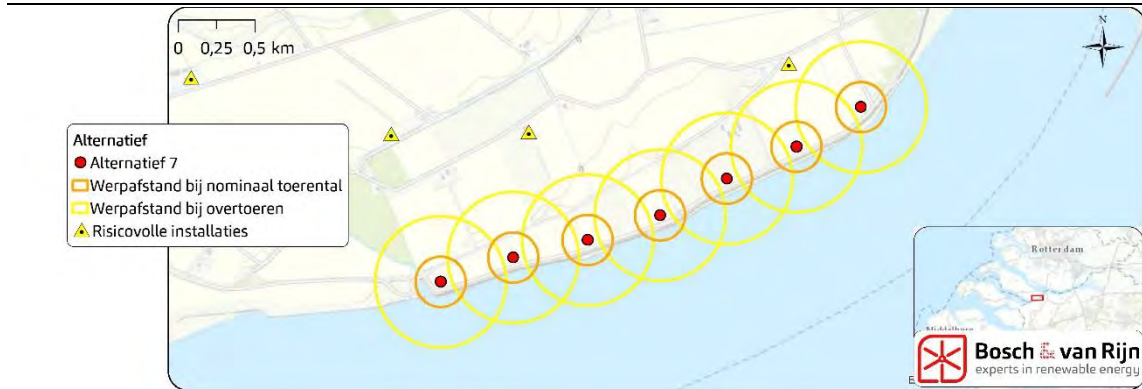 0 0,25 0,5 km
N
Alternatief
Alternatief 7
Werpafstand bij nominaal toerental
Werpafstand bij overtoeren
Risicovolle installaties
Rotterdam
Middelburg
Bosch & van Rijn
experts in renewable energy